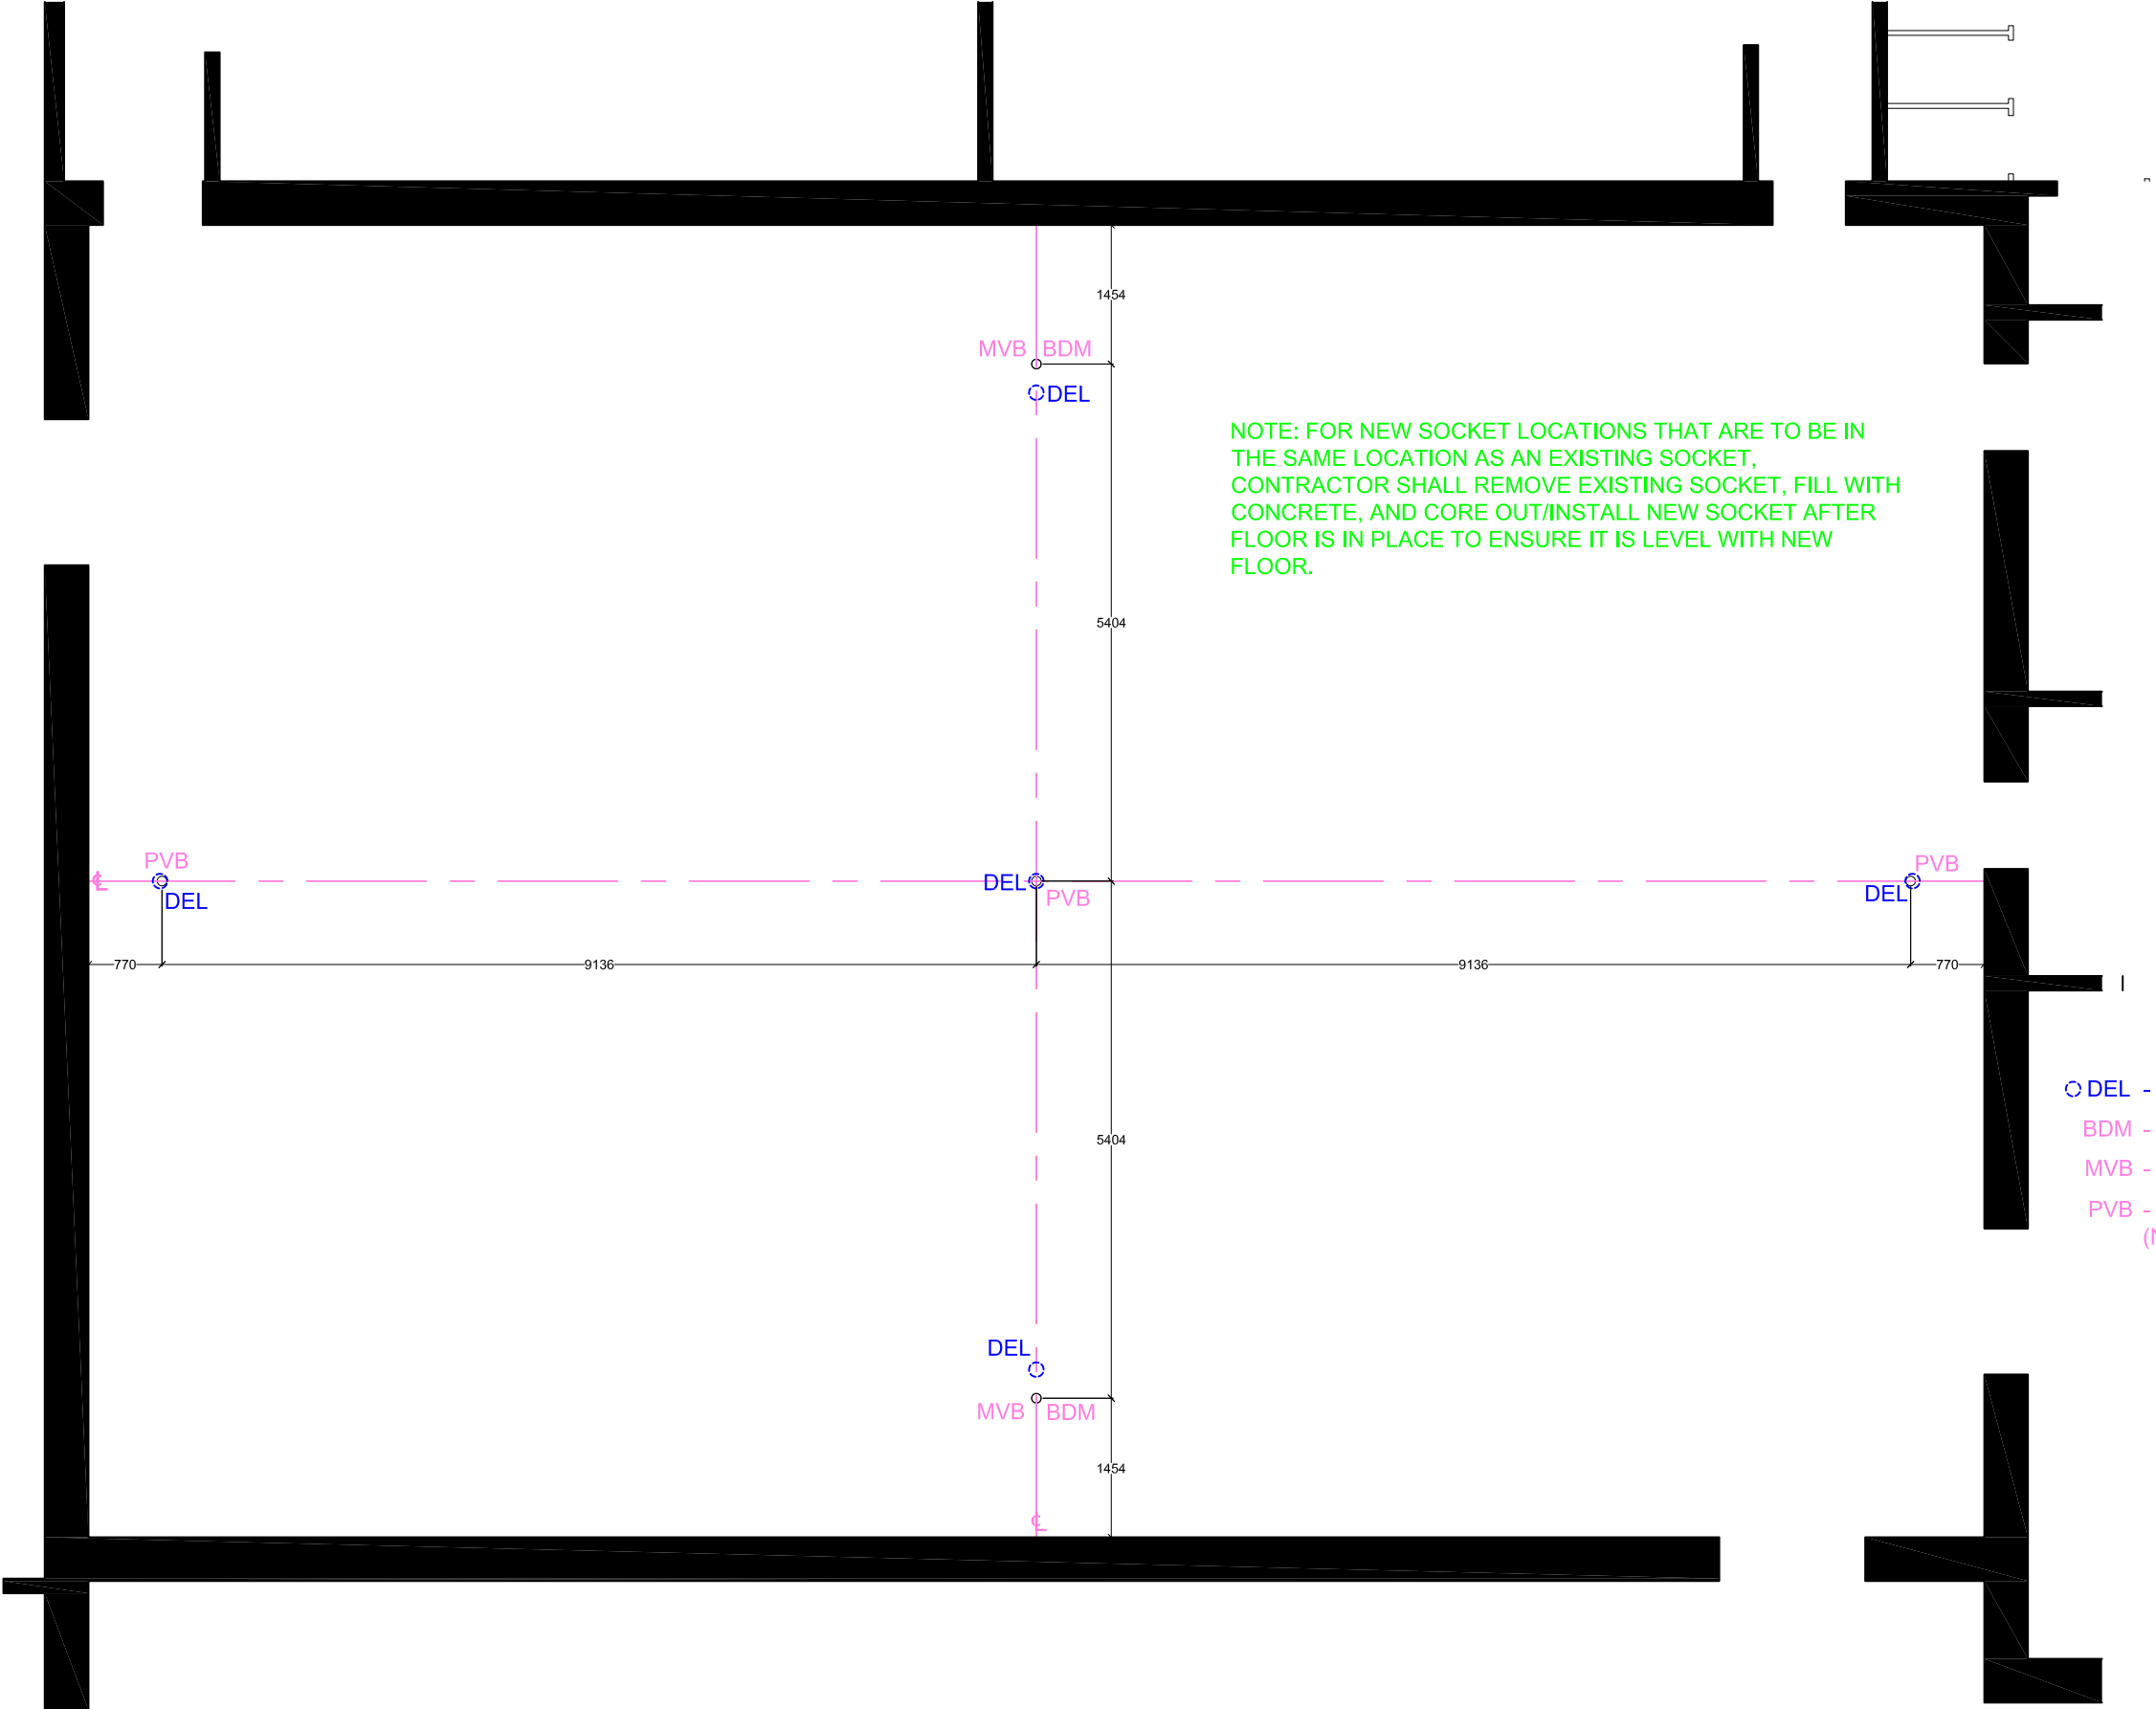 1454
MVB BDM
DEL
NOTE: FOR NEW SOCKET LOCATIONS THAT ARE TO BE IN
THE SAME LOCATION AS AN EXISTING SOCKET,
CONTRACTOR SHALL REMOVE EXISTING SOCKET, FILL WITH
CONCRETE, AND CORE OUT/INSTALL NEW SOCKET AFTER
FLOOR IS IN PLACE TO ENSURE IT IS LEVEL WITH NEW
FLOOR.
5404
PVB
PVB
℄
DEL
DEL
PVB
DEL
770
9136
9136
770
DEL -
BDM -
MVB -
PVB -
5404
DEL
MVB BDM
1454
℄